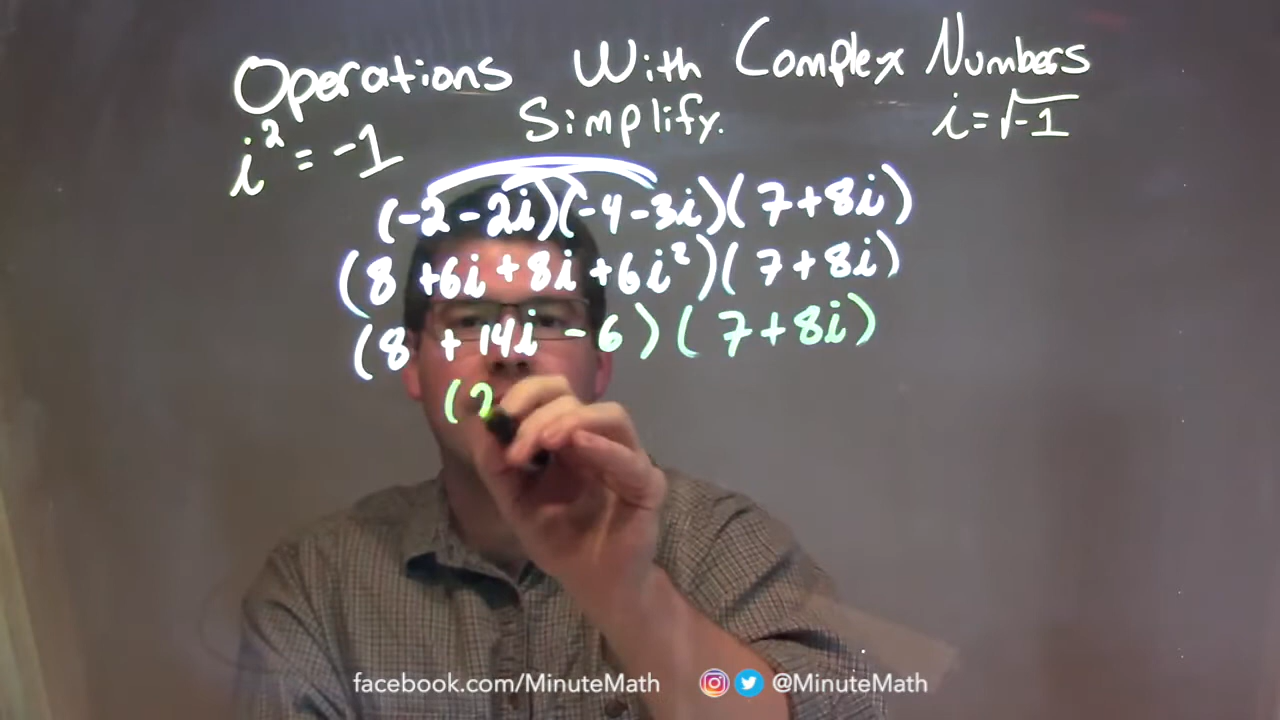 Operations With Complex Numbers
i² = -1 Simplify. i = √-1
(-2 - 2i)(-4 - 3i)(7 + 8i)
(8 + 6i + 8i + 6i²)(7 + 8i)
(8 + 14i - 6)(7 + 8i)
(2
facebook.com/MinuteMath @MinuteMath